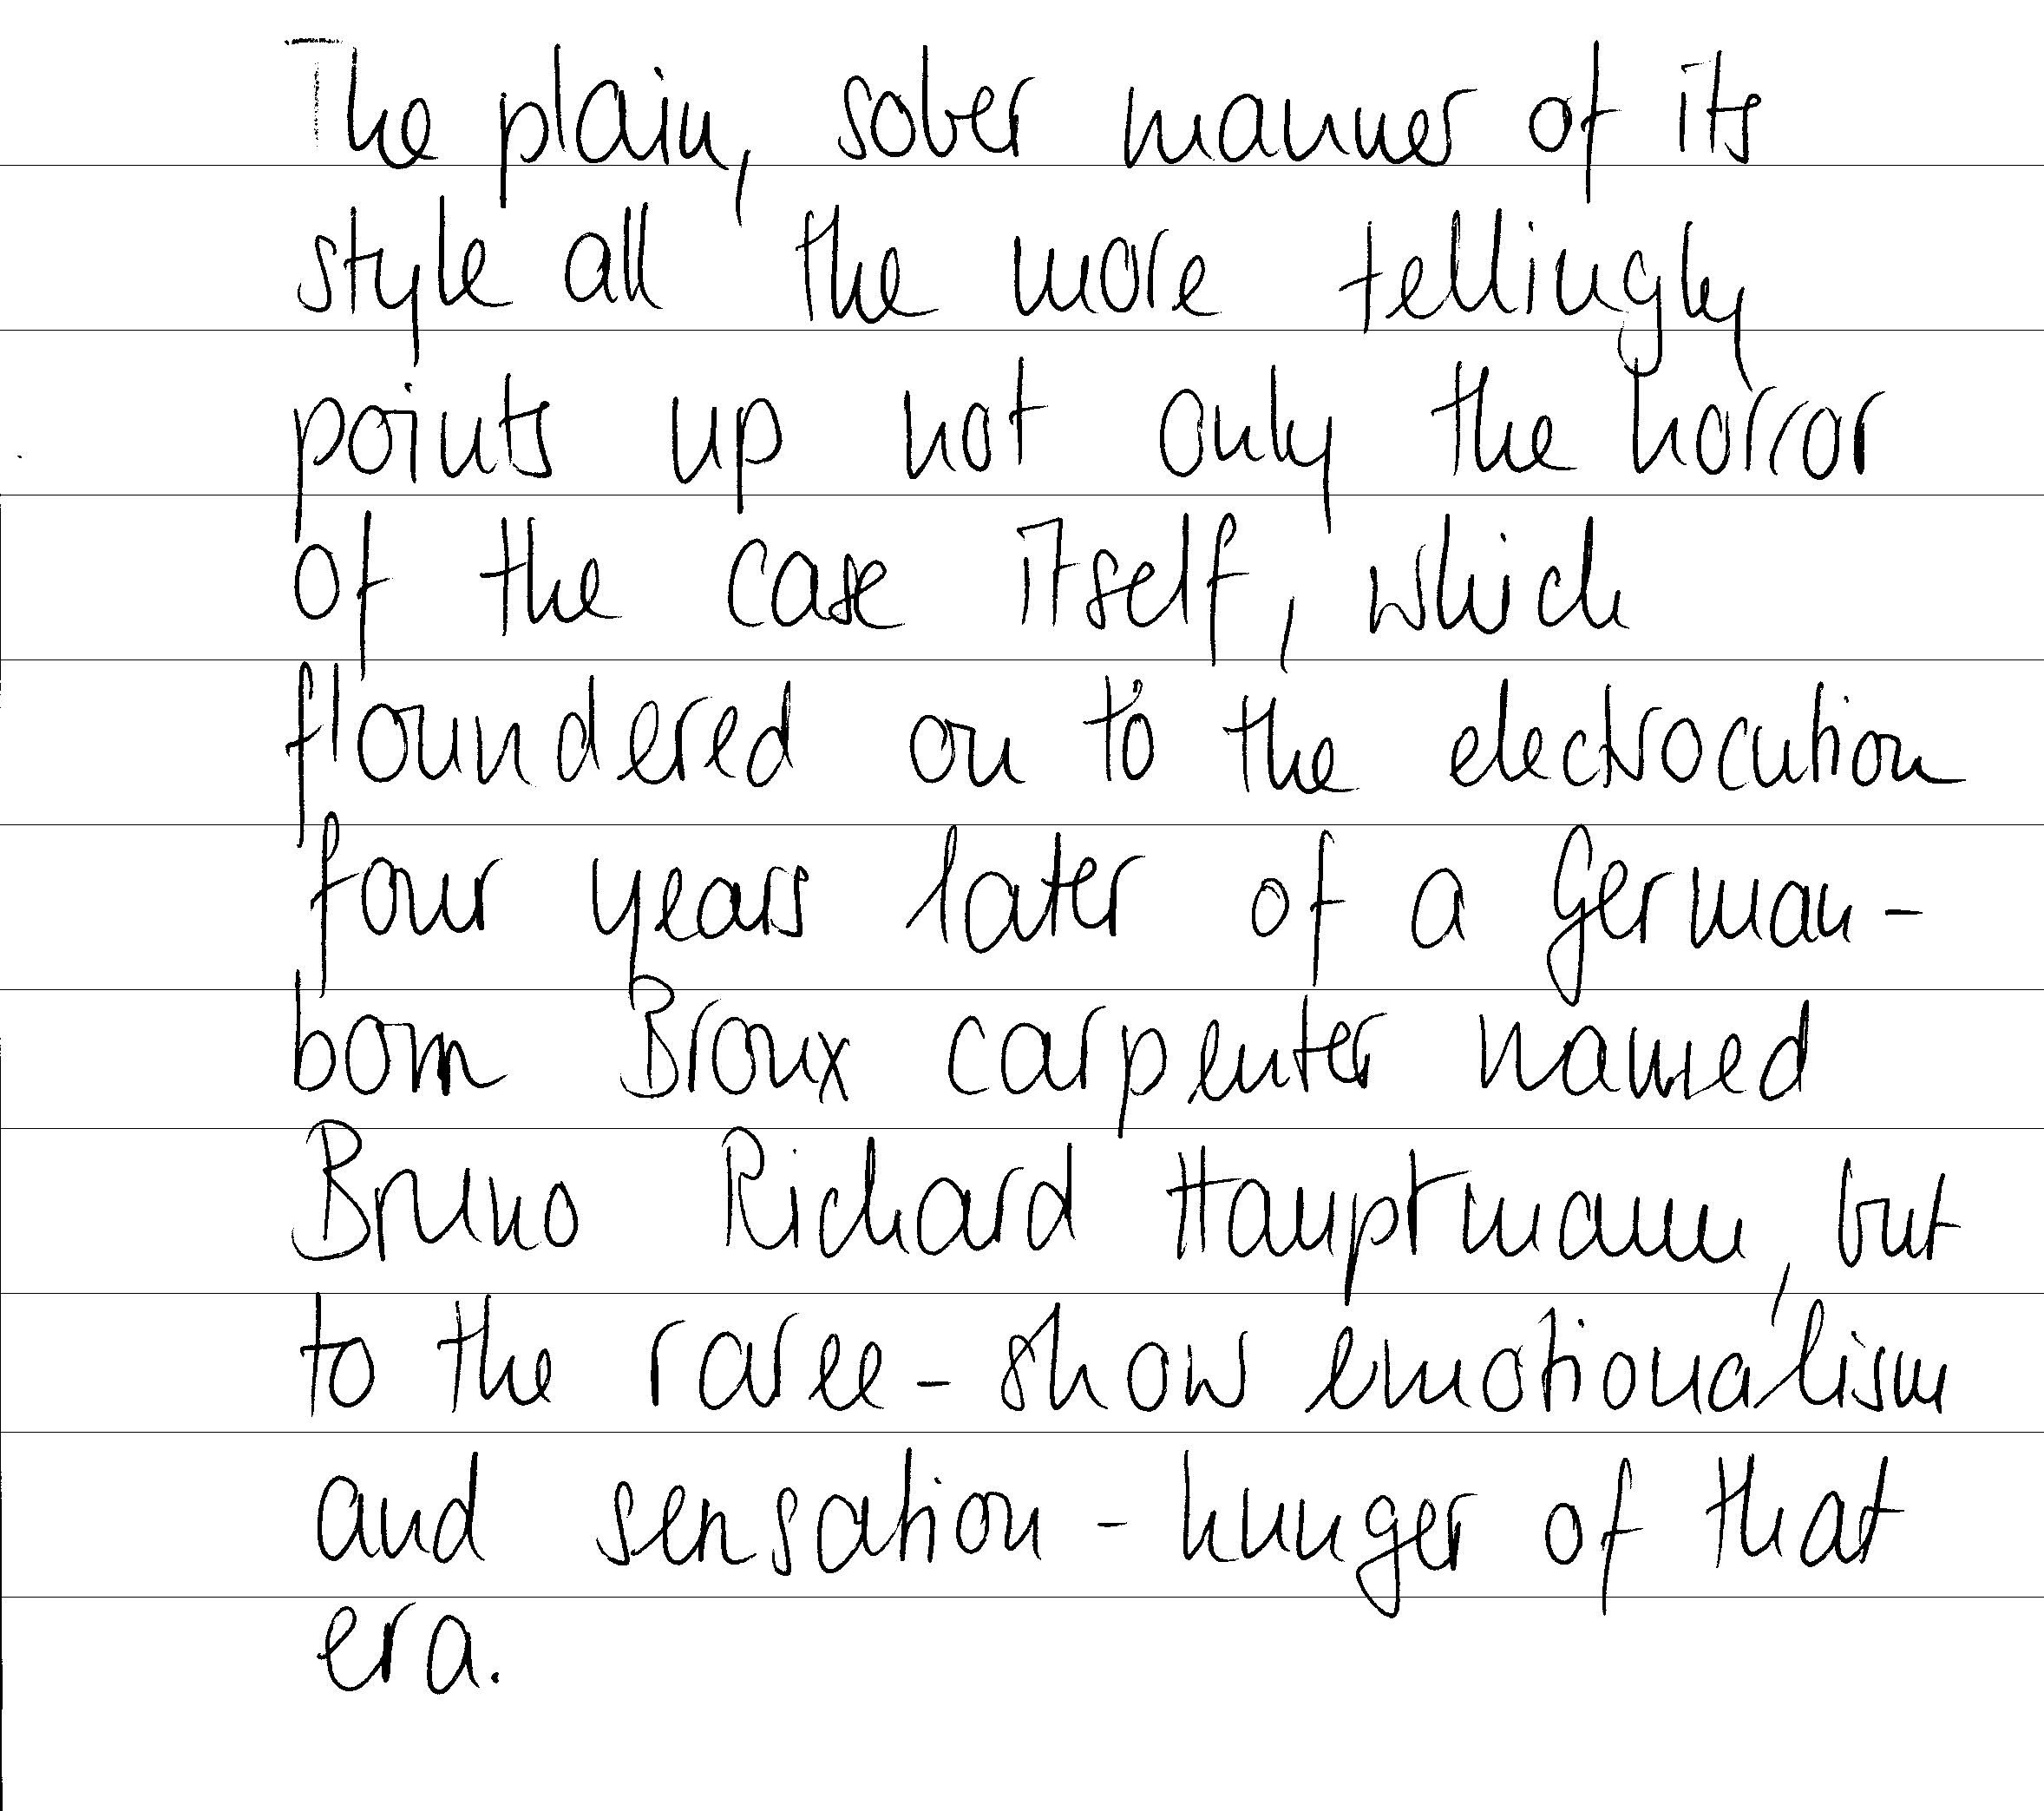 The plain, sober manner of its
style all the more tellingly
points up not only the horror
of the case itself, which
floundered on to the electrocution
four years later of a German-
born Bronx carpenter named
Bruno Richard Hauptmann, but
to the raree-show emotionalism
and sensation-hunger of that
era.